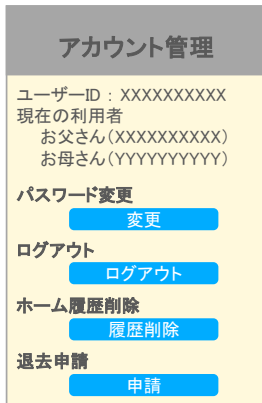 アカウント管理
ユーザーID：XXXXXXXXXX
現在の利用者
お父さん（XXXXXXXXXX）
お母さん（YYYYYYYYYY）
パスワード変更
変更
ログアウト
ログアウト
ホーム履歴削除
履歴削除
退去申請
申請